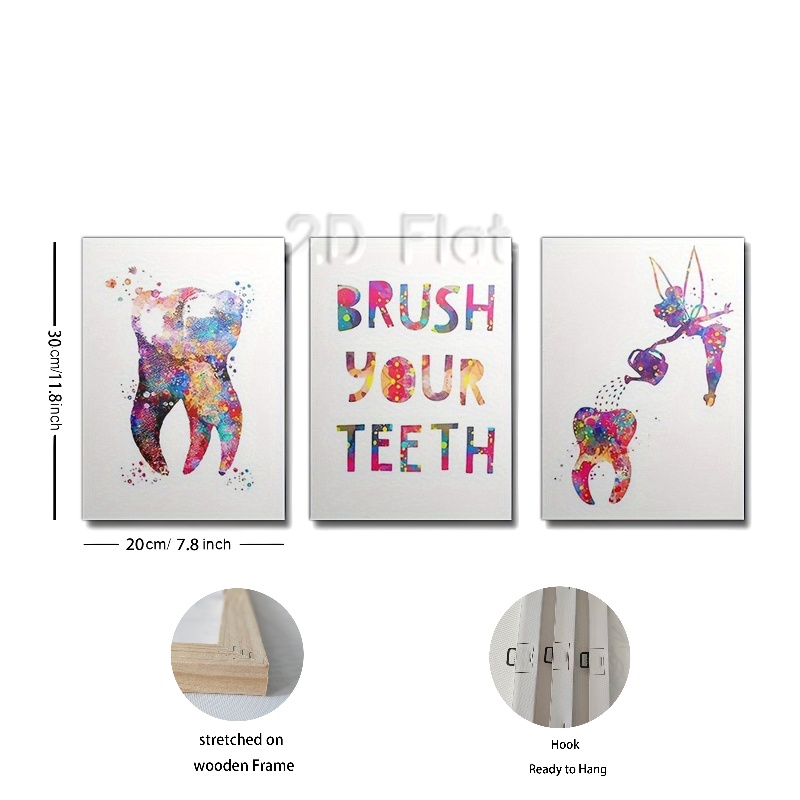 2.D Flat
BRUSH
YOUR
TEETH
30cm/11.8inch
20cm/ 7.8 inch
stretched on
wooden Frame
Hook
Ready to Hang